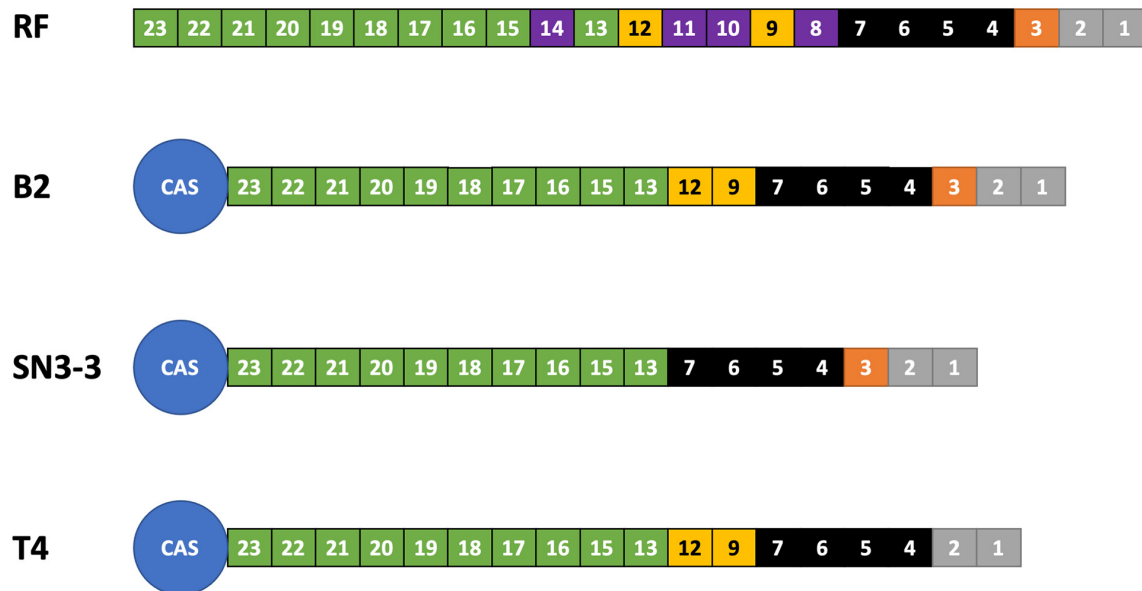 RF 23 22 21 20 19 18 17 16 15 14 13 12 11 10 9 8 7 6 5 4 3 2 1
B2 CAS 23 22 21 20 19 18 17 16 15 13 12 9 7 6 5 4 3 2 1
SN3-3 CAS 23 22 21 20 19 18 17 16 15 13 7 6 5 4 3 2 1
T4 CAS 23 22 21 20 19 18 17 16 15 13 12 9 7 6 5 4 2 1